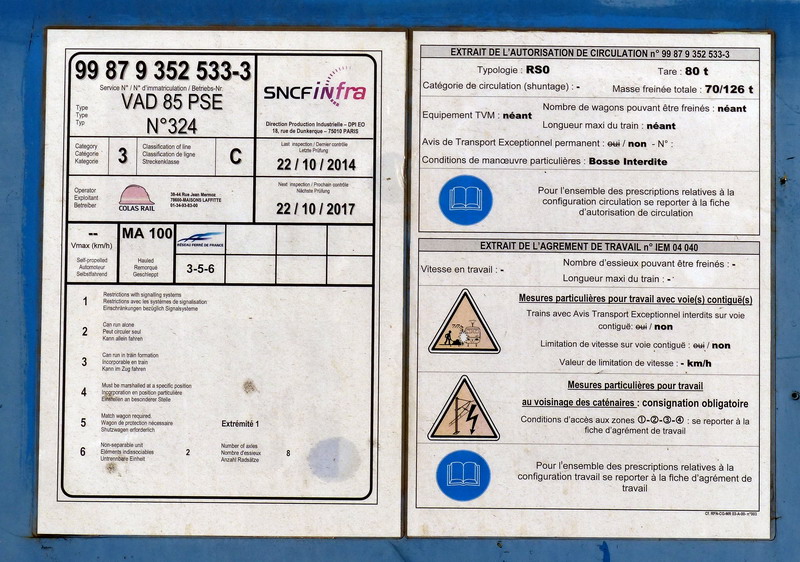 99 87 9 352 533-3
Service N° / N° d'immatriculation / Betriebs-Nr.
Type
Type
Typ
VAD 85 PSE
N°324
SNCF infra
Direction Production Industrielle – DPI EO
18, rue de Dunkerque – 75010 PARIS
Category
Catégorie
Kategorie
3
Classification of line
Classification de ligne
Streckenklasse
C
Last inspection / Dernier contrôle
Letzte Prüfung
22 / 10 / 2014
Operator
Exploitant
Betreiber
COLAS RAIL
38-44 Rue Jean Mermoz
78600-MAISONS LAFFITTE
Next inspection / Prochain contrôle
Nächste Prüfung
22 / 10 / 2017
--
Vmax (km/h)
MA 100
RÉSEAU FERRÉ DE FRANCE
Self-propelled
Automoteur
Selbstfahrend
Hauled
Remorqué
Geschleppt
3-5-6
1
Restrictions with signalling systems
Restrictions avec les systèmes de signalisation
Einschränkungen bezüglich Signalsysteme
2
Can run alone
Peut circuler seul
Kann allein fahren
3
Can run in train formation
Incorporable en train
Kann im Zug fahren
4
Must be marshalled at a specific position
Incorporation en position particulière
Einstellen an besonderer Stelle
5
Match wagon required.
Wagon de protection nécessaire
Shutzwagen erforderlich
Extrémité 1
6
Non-separable unit
Eléments indissociables
Untrennbare Einheit
2
Number of axles
Nombre d'essieux
Anzahl Radsätze
8
EXTRAIT DE L'AUTORISATION DE CIRCULATION n° 99 87 9 352 533-3
Typologie : RS0 Tare : 80 t
Catégorie de circulation (shuntage) : - Masse freinée totale : 70/126 t
Equipement TVM : néant
Nombre de wagons pouvant être freinés : néant
Longueur maxi du train : néant
Avis de Transport Exceptionnel permanent : oui / non - N° :
Conditions de manœuvre particulières : Bosse Interdite
Pour l'ensemble des prescriptions relatives à la
configuration circulation se reporter à la fiche
d'autorisation de circulation
EXTRAIT DE L'AGREMENT DE TRAVAIL n° IEM 04 040
Vitesse en travail : -
Nombre d'essieux pouvant être freinés : -
Longueur maxi du train : -
Mesures particulières pour travail avec voie(s) contiguë(s)
Trains avec Avis Transport Exceptionnel interdits sur voie
contiguë: oui / non
Limitation de vitesse sur voie contiguë : oui / non
Valeur de limitation de vitesse : - km/h
Mesures particulières pour travail
au voisinage des caténaires : consignation obligatoire
Conditions d'accès aux zones ①-②-③-④ : se reporter à la
fiche d'agrément de travail
Pour l'ensemble des prescriptions relatives à la
configuration travail se reporter à la fiche d'agrément de
travail